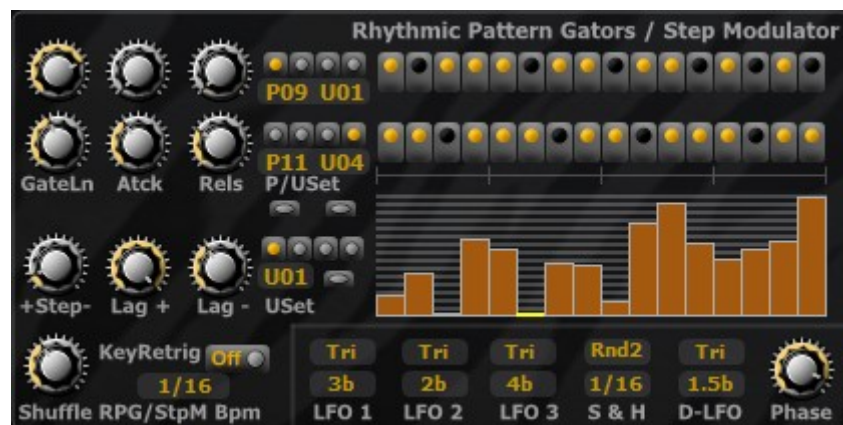 Rhythmic Pattern Gators / Step Modulator
P09 U01
P11 U04
GateLn Atck Rels P/USet
U01
+Step- Lag + Lag - USet
KeyRetrig Off Tri Tri Tri Rnd2 Tri
1/16 3b 2b 4b 1/16 1.5b
Shuffle RPG/StpM Bpm LFO 1 LFO 2 LFO 3 S & H D-LFO Phase